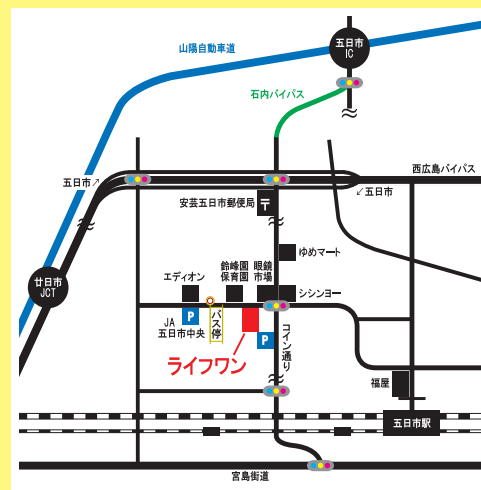 山陽自動車道
五日市
IC
石内バイパス
西広島バイパス
五日市↗
↙五日市
安芸五日市郵便局
〒
ゆめマート
廿日市
JCT
エディオン
鈴峰園
保育園
眼鏡
市場
シシンヨー
P
JA
五日市中央
バス停
P
コイン通り
ライフワン
福屋
五日市駅
宮島街道